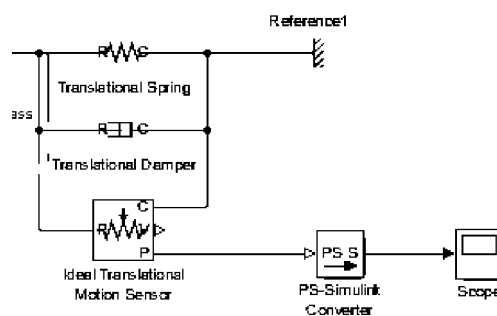 Reference1
R C
Translational Spring
ass
R C
Translational Damper
C
R V
P
PS S
Ideal Translational
Motion Sensor
PS-Simulink
Converter
Scope